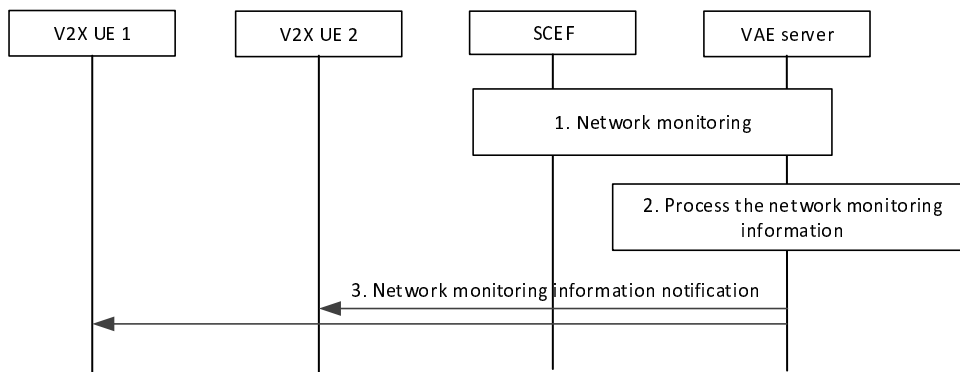 V2X UE 1
V2X UE 2
SCEF
VAE server
1. Network monitoring
2. Process the network monitoring
information
3. Network monitoring information notification